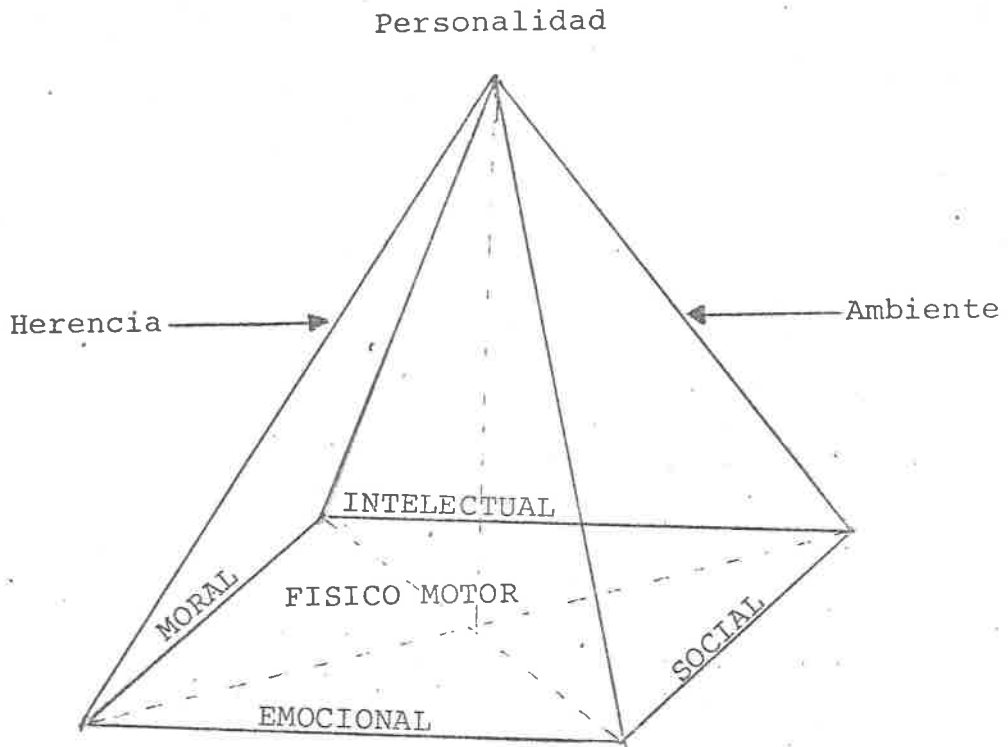 Personalidad
Herencia
Ambiente
INTELECTUAL
MORAL
FISICO MOTOR
SOCIAL
EMOCIONAL